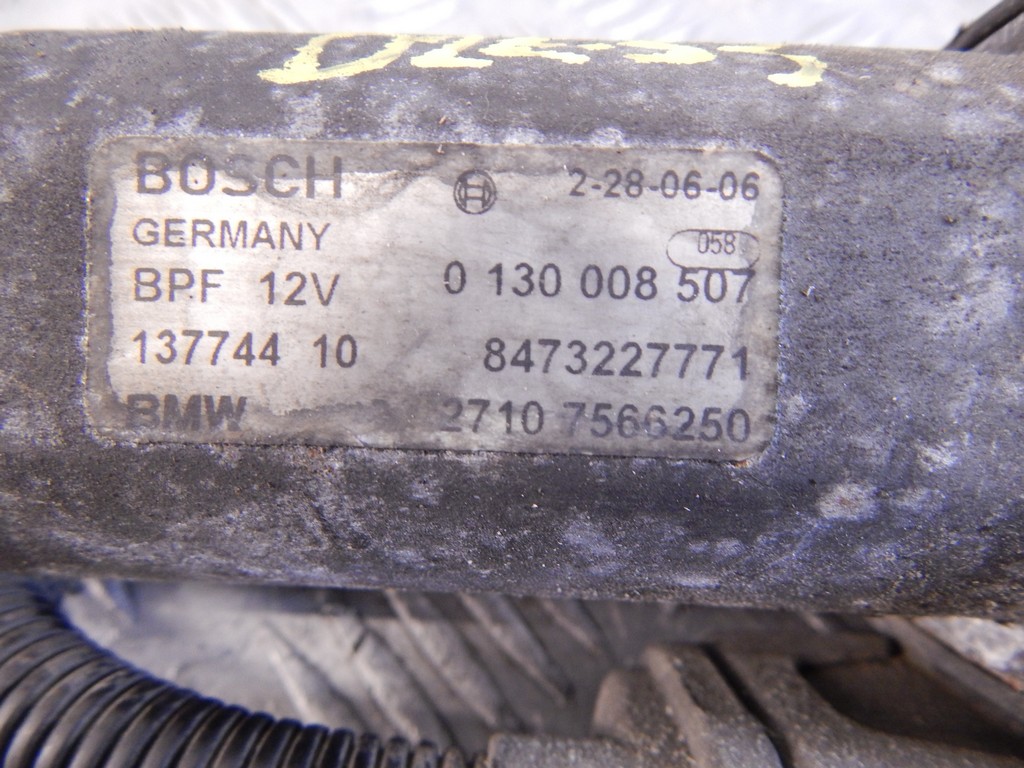 BOSCH 2-28-06-06
GERMANY 058
BPF 12V 0 130 008 507
137744 10 8473227771
BMW 2710 7566250